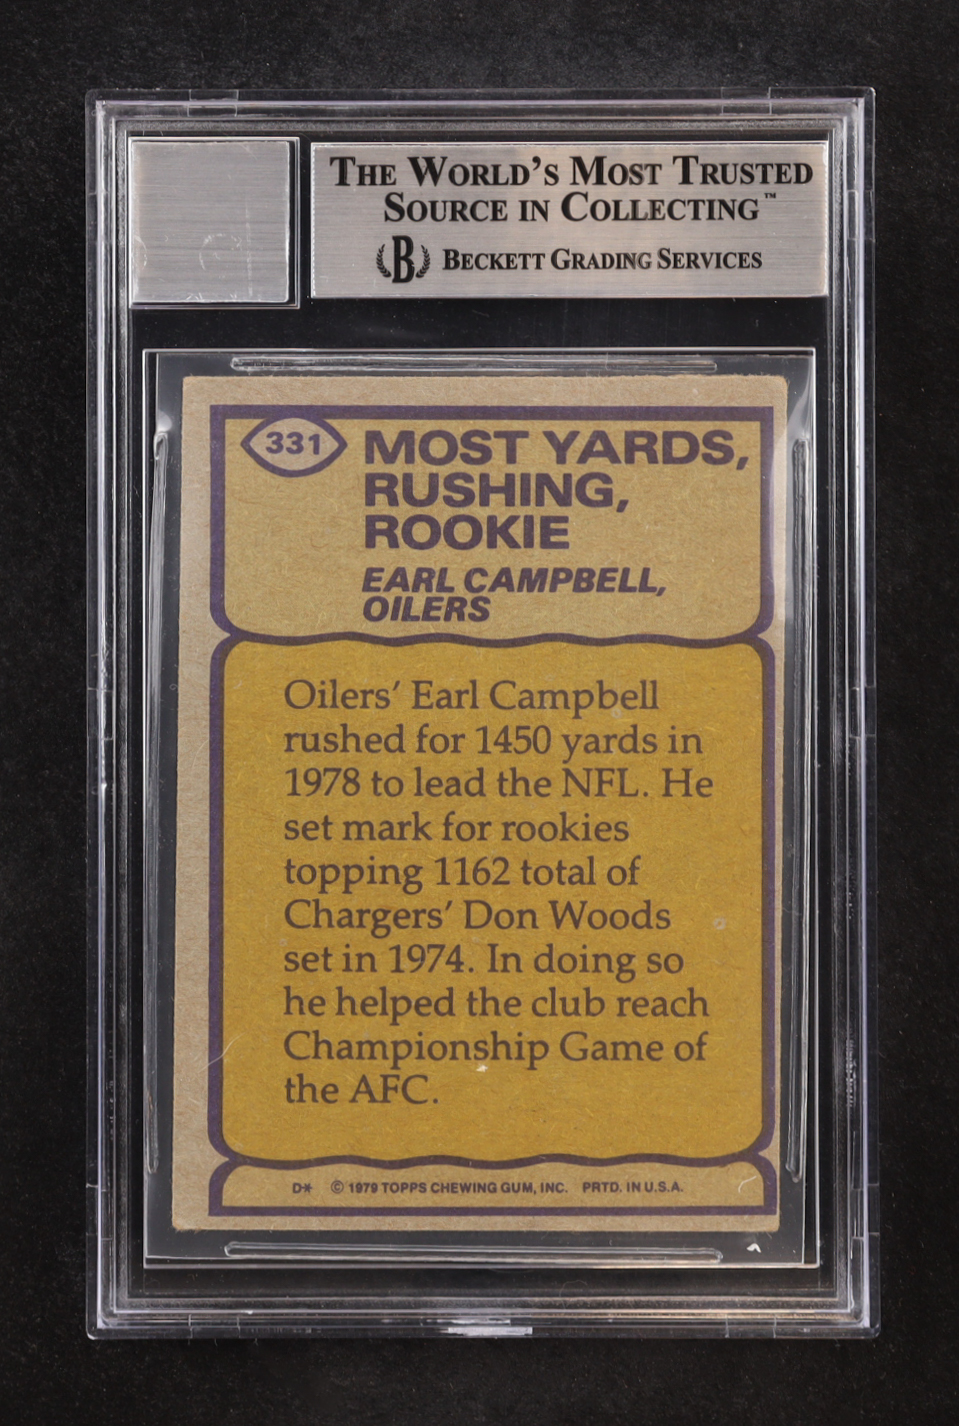 THE WORLD'S MOST TRUSTED
SOURCE IN COLLECTING™
B BECKETT GRADING SERVICES
331
MOST YARDS,
RUSHING,
ROOKIE
EARL CAMPBELL,
OILERS
Oilers' Earl Campbell
rushed for 1450 yards in
1978 to lead the NFL. He
set mark for rookies
topping 1162 total of
Chargers' Don Woods
set in 1974. In doing so
he helped the club reach
Championship Game of
the AFC.
D* © 1979 TOPPS CHEWING GUM, INC. PRTD. IN U.S.A.